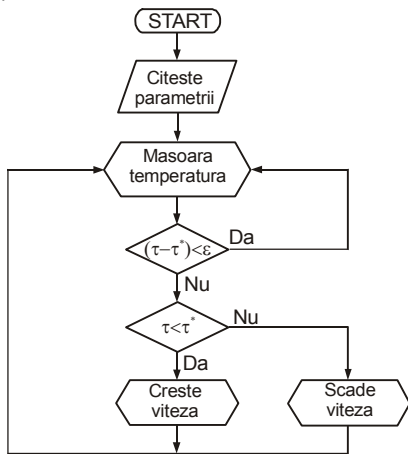 START
Citeste
parametrii
Masoara
temperatura
(τ−τ*)<ε
Da
Nu
τ<τ*
Nu
Da
Creste
viteza
Scade
viteza